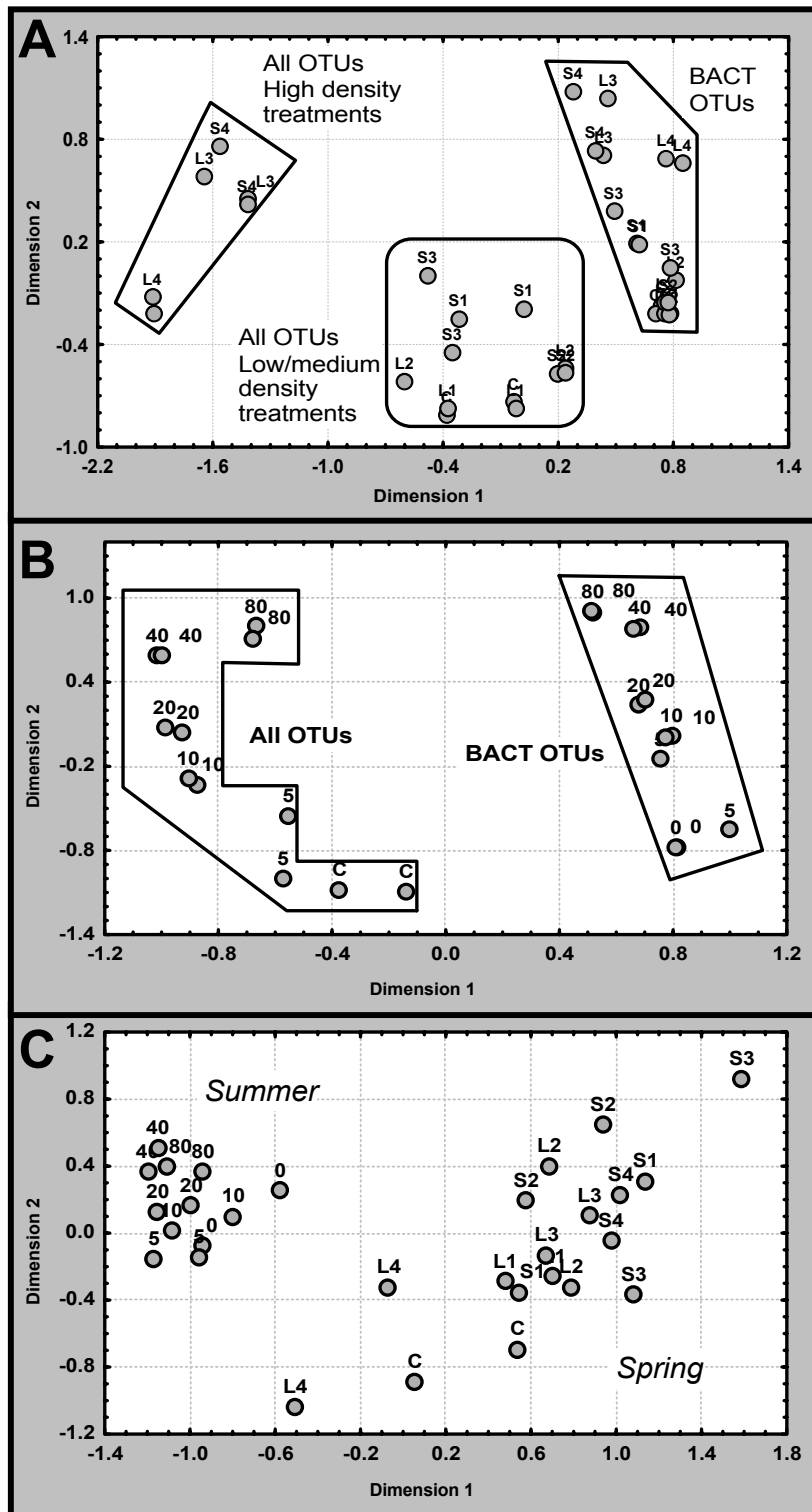 A
1.4
0.8
0.2
-0.4
-1.0
Dimension 2
All OTUs
High density
treatments
S4
L3
S4 L3
L4
BACT
OTUs
S4 L3
S4 L3
L4 L4
S3
S1
S3
L2
C
S3
S1 S1
All OTUs S3
Low/medium L2
density L1
treatments C
C
L1
-2.2 -1.6 -1.0 -0.4 0.2 0.8 1.4
Dimension 1
B
1.0
0.4
-0.2
-0.8
-1.4
Dimension 2
80 80
40 40
20 20
10 10
5
5 C C
All OTUs
BACT OTUs
80 80
40 40
20 20
10 10
0 0 5
-1.2 -0.8 -0.4 0.0 0.4 0.8 1.2
Dimension 1
C
1.2
0.8
0.4
0.0
-0.4
-0.8
-1.2
Dimension 2
Summer
40
40 80 80
20 20 0
10 10
5 5 0
S3
S2
L2 S1
S2 S4
L3 S4
L3
L1 S1 1 L2 S3
L4
C
C
L4
Spring
-1.4 -1.0 -0.6 -0.2 0.2 0.6 1.0 1.4 1.8
Dimension 1